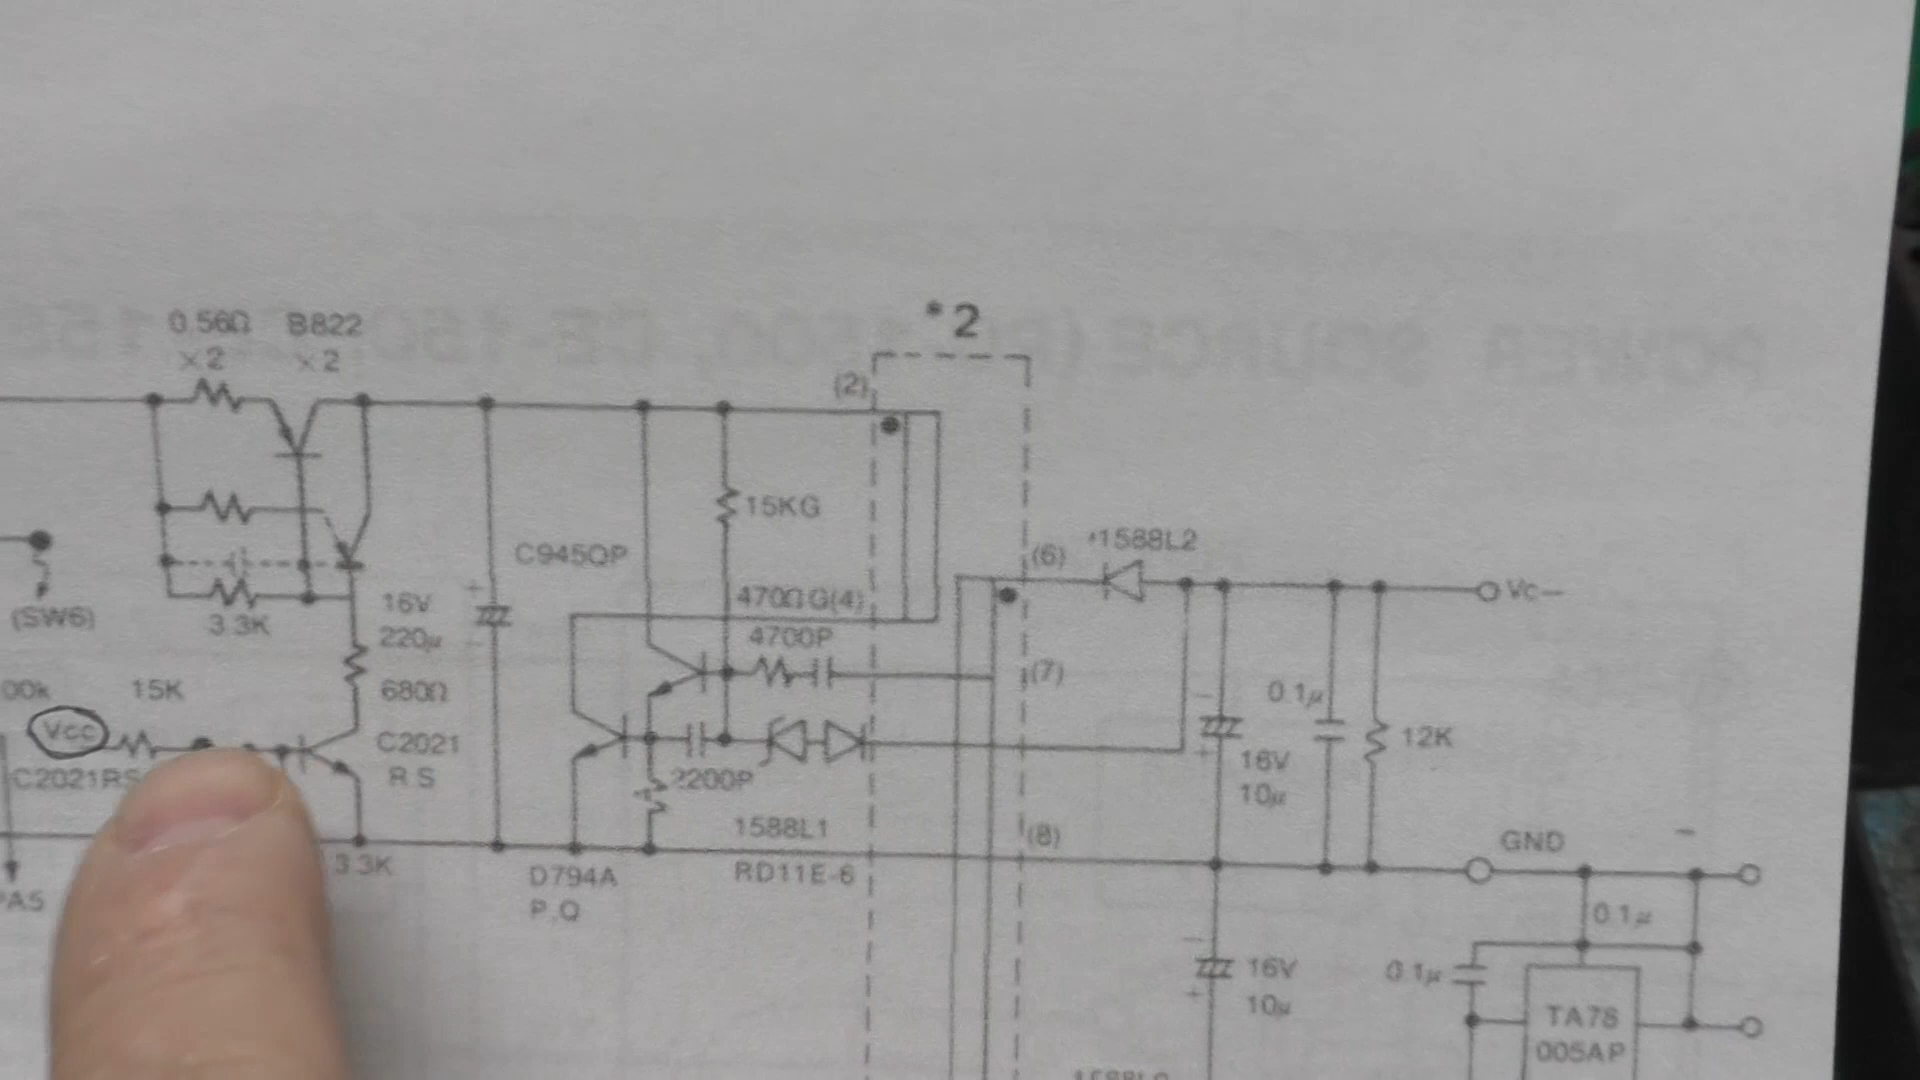 *2
0.56Ω B822
×2 ×2
(2)
15KG
C945QP
(6) 1588L2
Vc–
470Ω G(4)
4700P
(SW6)
3.3K
16V
220μ
(7)
00k 15K
680Ω
0.1μ
Vcc
C2021
R S
C2021RS
2200P
12K
16V
10μ
1588L1
(8)
GND
–
3.3K
D794A
P,Q
RD11E-6
PA5
0.1μ
16V
10μ
0.1μ
TA78
005AP